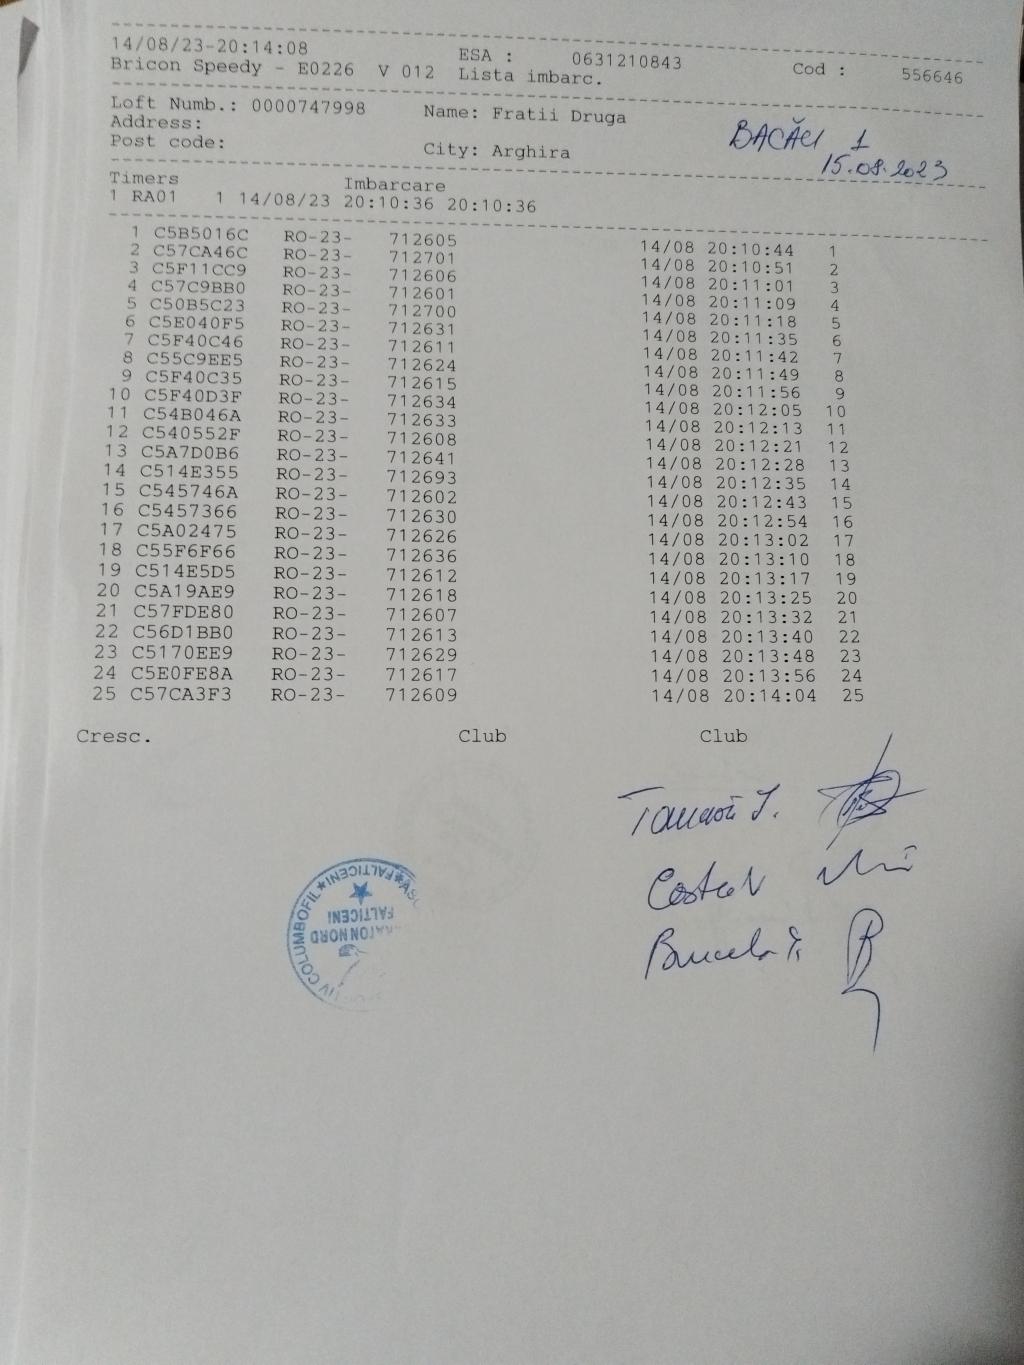 14/08/23-20:14:08 ESA : 0631210843 Cod : 556646
Bricon Speedy - E0226 V 012 Lista imbarc.
Loft Numb.: 0000747998 Name: Fratii Druga
Address:
Post code: City: Arghira
BACĂU 1
15.08.2023
Timers Imbarcare
1 RA01 1 14/08/23 20:10:36 20:10:36
1 C5B5016C RO-23- 712605 14/08 20:10:44 1
2 C57CA46C RO-23- 712701 14/08 20:10:51 2
3 C5F11CC9 RO-23- 712606 14/08 20:11:01 3
4 C57C9BB0 RO-23- 712601 14/08 20:11:09 4
5 C50B5C23 RO-23- 712700 14/08 20:11:18 5
6 C5E040F5 RO-23- 712631 14/08 20:11:35 6
7 C5F40C46 RO-23- 712611 14/08 20:11:42 7
8 C55C9EE5 RO-23- 712624 14/08 20:11:49 8
9 C5F40C35 RO-23- 712615 14/08 20:11:56 9
10 C5F40D3F RO-23- 712634 14/08 20:12:05 10
11 C54B046A RO-23- 712633 14/08 20:12:13 11
12 C540552F RO-23- 712608 14/08 20:12:21 12
13 C5A7D0B6 RO-23- 712641 14/08 20:12:28 13
14 C514E355 RO-23- 712693 14/08 20:12:35 14
15 C545746A RO-23- 712602 14/08 20:12:43 15
16 C5457366 RO-23- 712630 14/08 20:12:54 16
17 C5A02475 RO-23- 712626 14/08 20:13:02 17
18 C55F6F66 RO-23- 712636 14/08 20:13:10 18
19 C514E5D5 RO-23- 712612 14/08 20:13:17 19
20 C5A19AE9 RO-23- 712618 14/08 20:13:25 20
21 C57FDE80 RO-23- 712607 14/08 20:13:32 21
22 C56D1BB0 RO-23- 712613 14/08 20:13:40 22
23 C5170EE9 RO-23- 712629 14/08 20:13:48 23
24 C5E0FE8A RO-23- 712617 14/08 20:13:56 24
25 C57CA3F3 RO-23- 712609 14/08 20:14:04 25
Cresc. Club Club
COLUMBOFIL ★ FALTICENI ★
NORD
FALTICENI